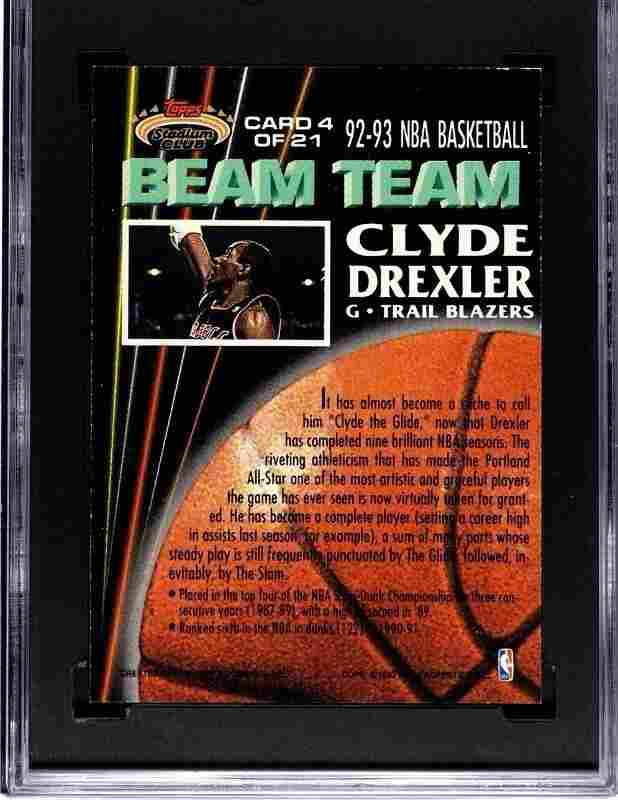 Topps
Stadium
CLUB
CARD 4
OF 21
92-93 NBA BASKETBALL
BEAM TEAM
CLYDE
DREXLER
G • TRAIL BLAZERS
It has almost become a cliche to call
him "Clyde the Glide," now that Drexler
has completed nine brilliant NBA seasons. The
riveting athleticism that has made the Portland
All-Star one of the most artistic and graceful players
the game has ever seen is now virtually taken for grant-
ed. He has become a complete player (setting a career high
in assists last season, for example), a sum of many parts whose
steady play is still frequently punctuated by The Glide, followed, in-
evitably, by The Slam.
• Placed in the top four of the NBA Slam-Dunk Championship three con-
secutive years (1987-89), with a high second in '89.
• Ranked sixth in the NBA in dunks 1990-91.